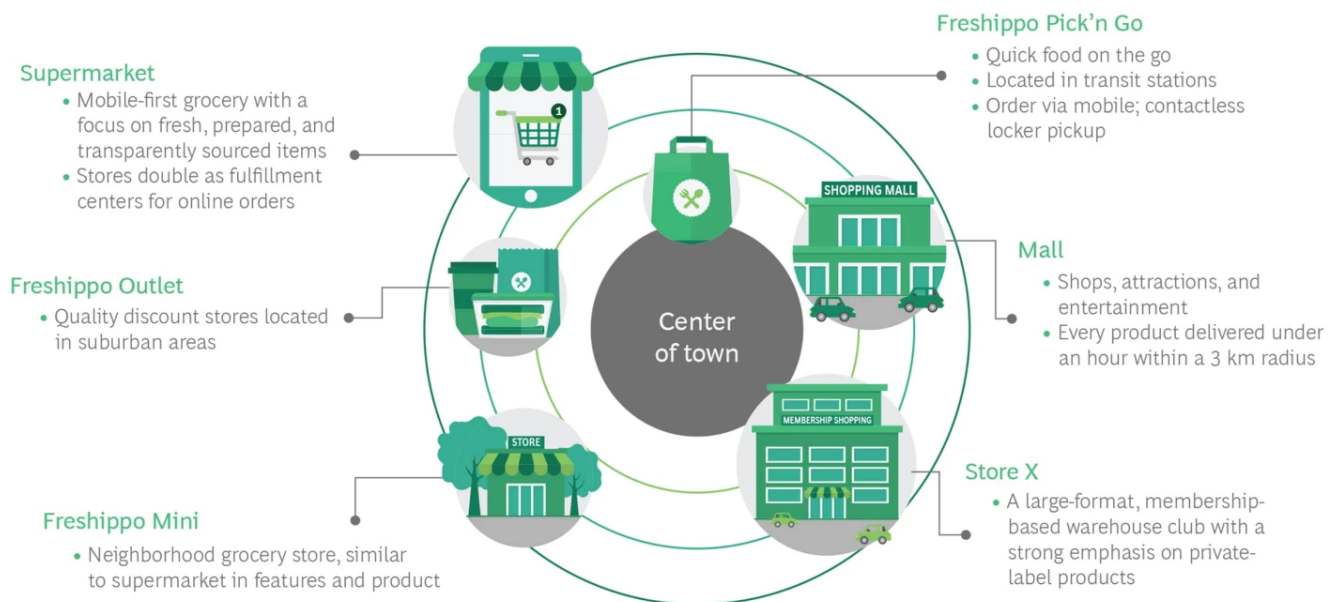 Supermarket
• Mobile-first grocery with a
focus on fresh, prepared, and
transparently sourced items
• Stores double as fulfillment
centers for online orders
1
Freshippo Pick’n Go
• Quick food on the go
• Located in transit stations
• Order via mobile; contactless
locker pickup
SHOPPING MALL
Mall
• Shops, attractions, and
entertainment
• Every product delivered under
an hour within a 3 km radius
Freshippo Outlet
• Quality discount stores located
in suburban areas
Center
of town
MEMBERSHIP SHOPPING
Store X
• A large-format, membership-
based warehouse club with a
strong emphasis on private-
label products
STORE
Freshippo Mini
• Neighborhood grocery store, similar
to supermarket in features and product